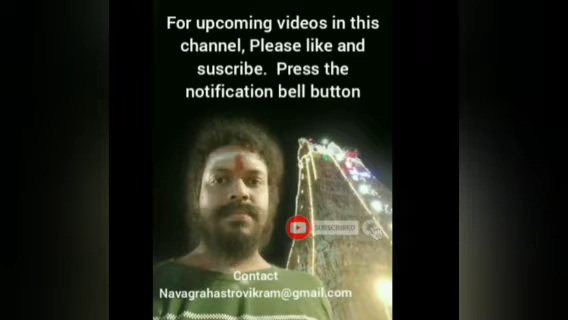 For upcoming videos in this
channel, Please like and
suscribe. Press the
notification bell button
SUBSCRIBED
Contact
Navagrahastrovikram@gmail.com